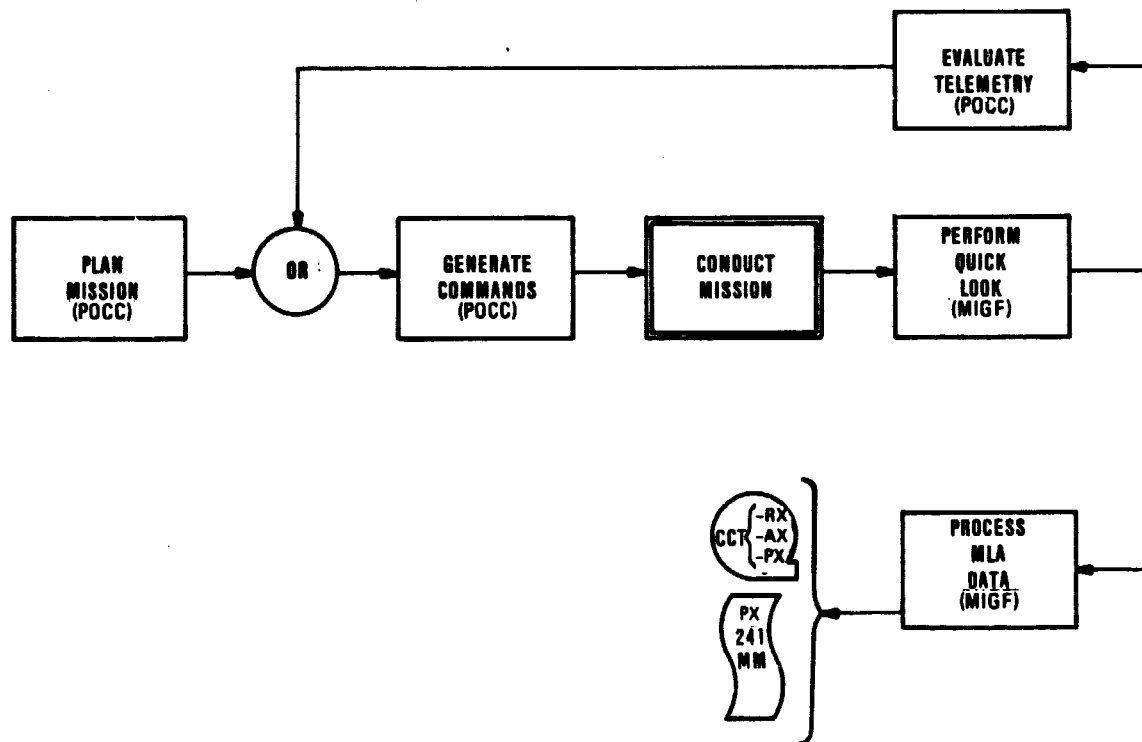 EVALUATE
TELEMETRY
(POCC)
PLAN
MISSION
(POCC)
OR
GENERATE
COMMANDS
(POCC)
CONDUCT
MISSION
PERFORM
QUICK
LOOK
(MIGF)
CCT
-RX
-AX
-PX
PX
241
MM
PROCESS
MLA
DATA
(MIGF)